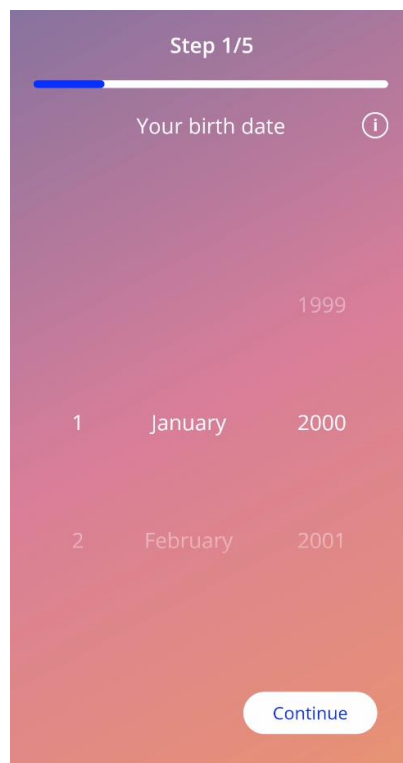 Step 1/5
Your birth date i
1999
1 January 2000
2 February 2001
Continue